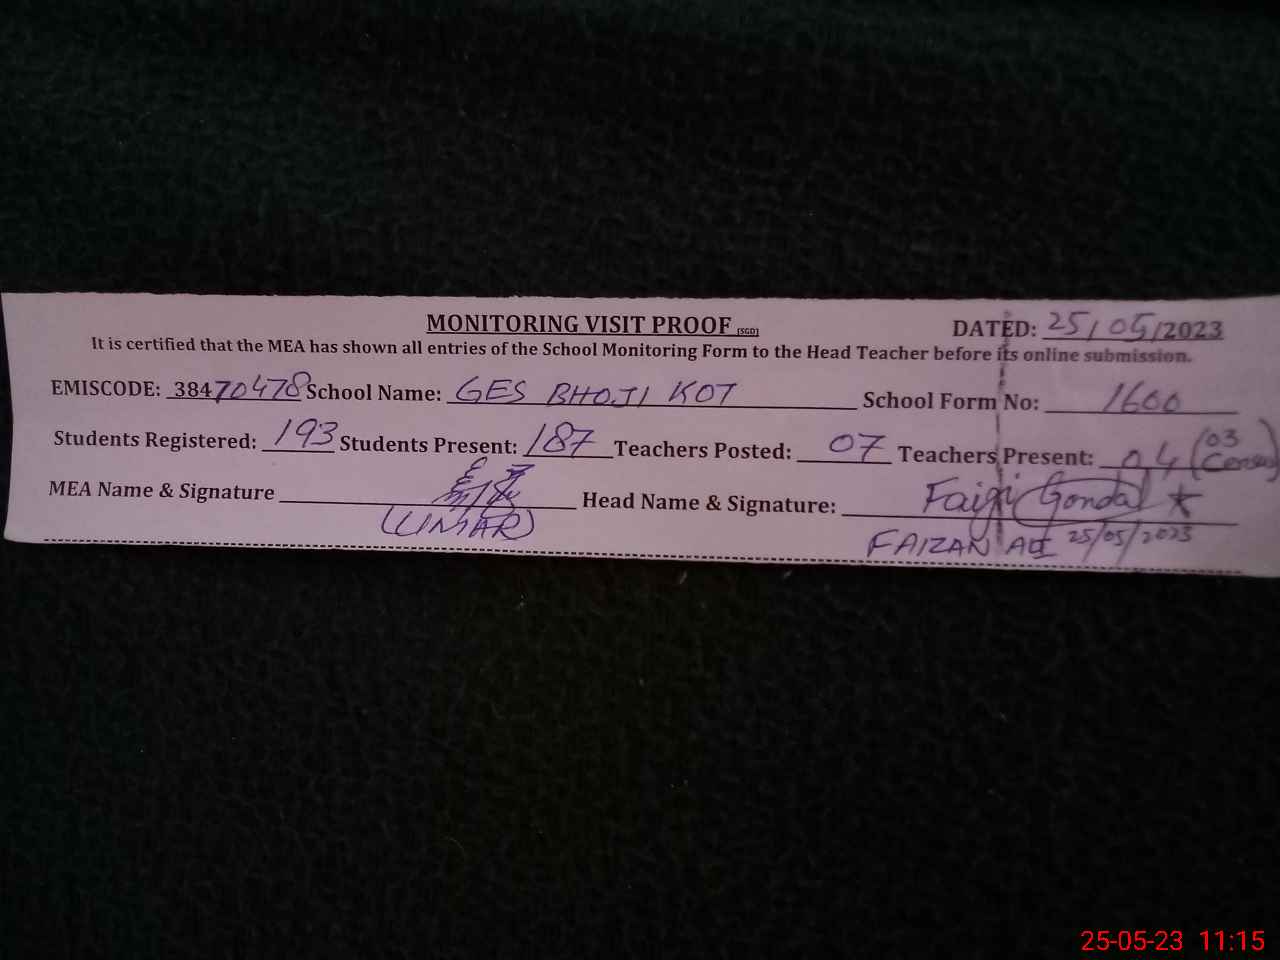 MONITORING VISIT PROOF (SGD)
DATED: 25/05/2023
It is certified that the MEA has shown all entries of the School Monitoring Form to the Head Teacher before its online submission.
EMISCODE: 38470478 School Name: GES BHOJI KOT School Form No: 1600
Students Registered: 193 Students Present: 187 Teachers Posted: 07 Teachers Present: 04 (03
MEA Name & Signature Head Name & Signature: Faizi Gondal
(UMAR) FAIZAN ALI 25/05/2023
25-05-23 11:15